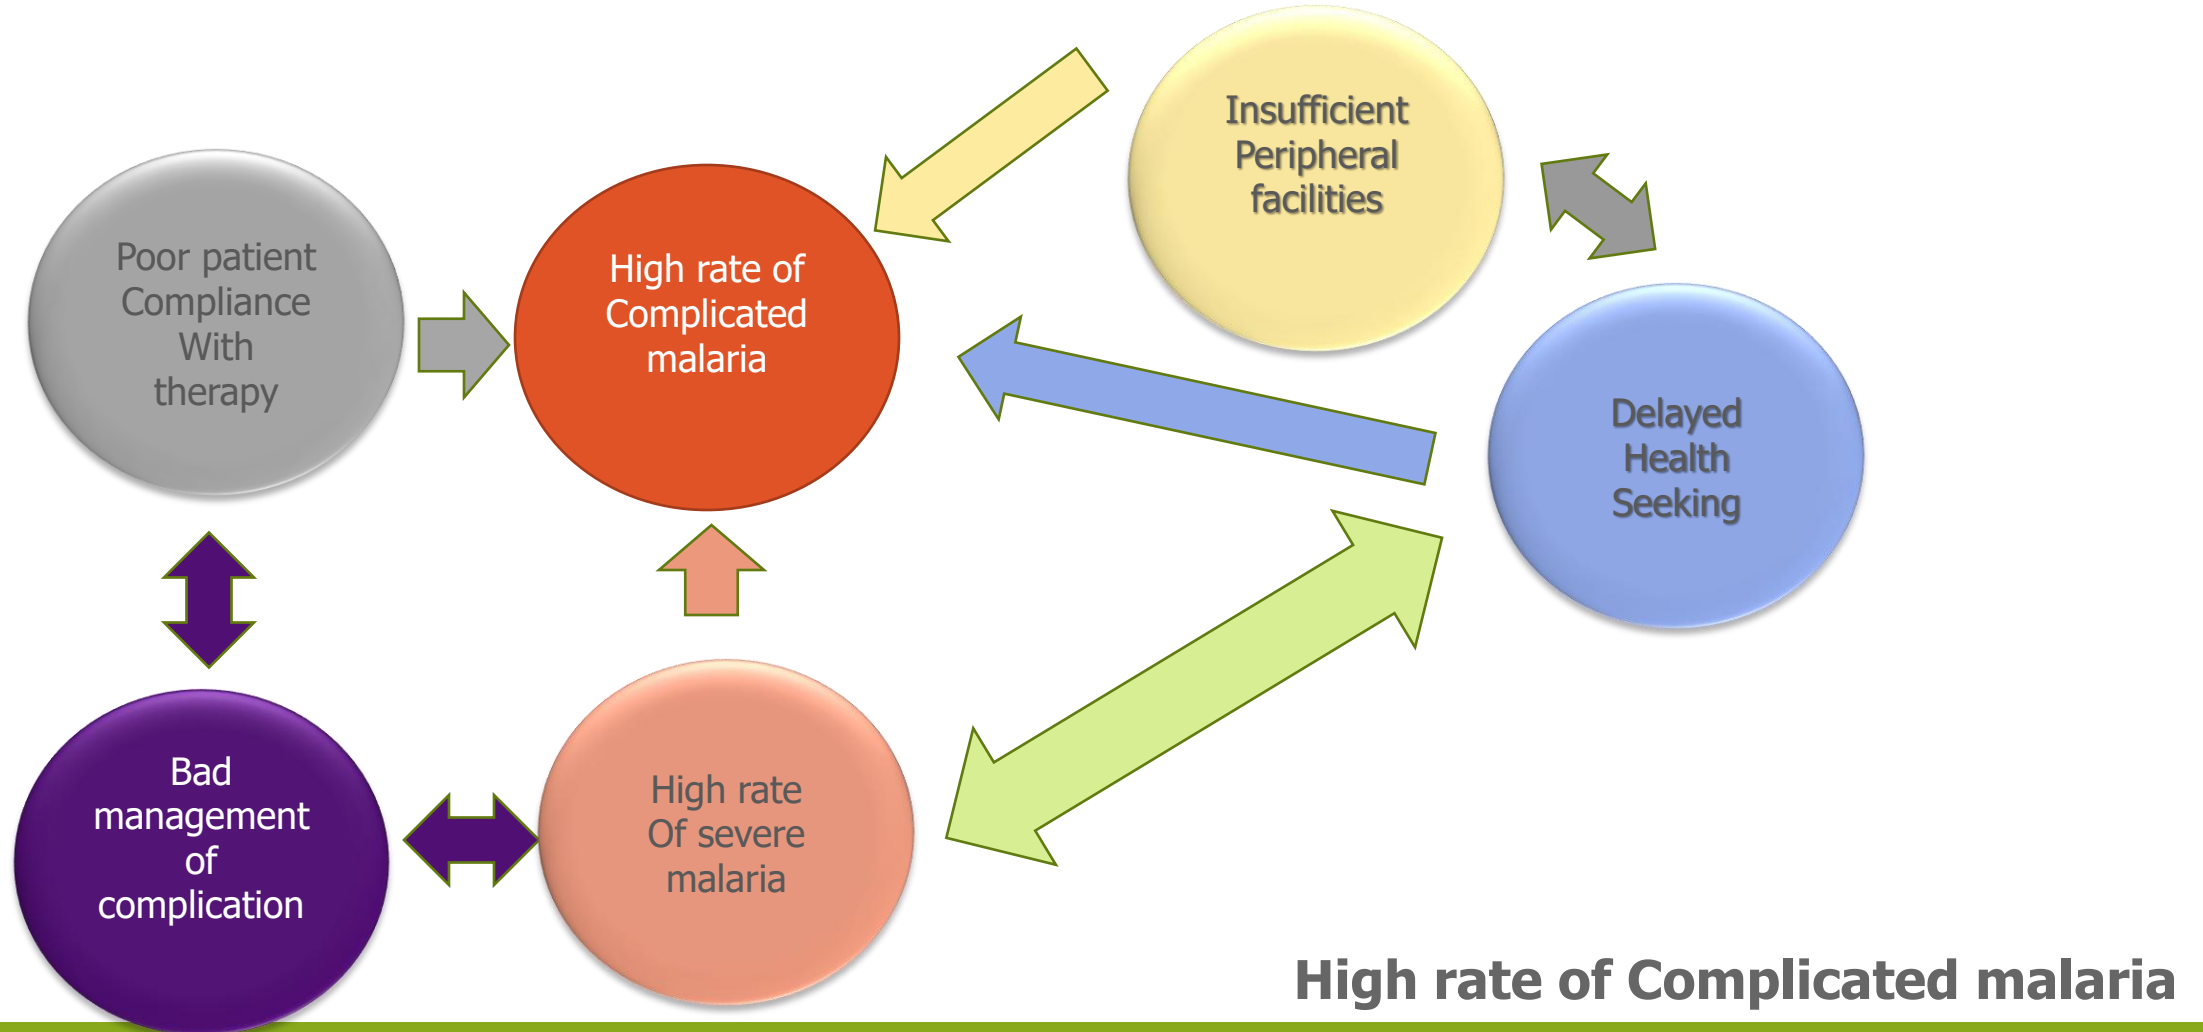 Insufficient
Peripheral
facilities
Poor patient
Compliance
With
therapy
High rate of
Complicated
malaria
Delayed
Health
Seeking
Bad
management
of
complication
High rate
Of severe
malaria
High rate of Complicated malaria